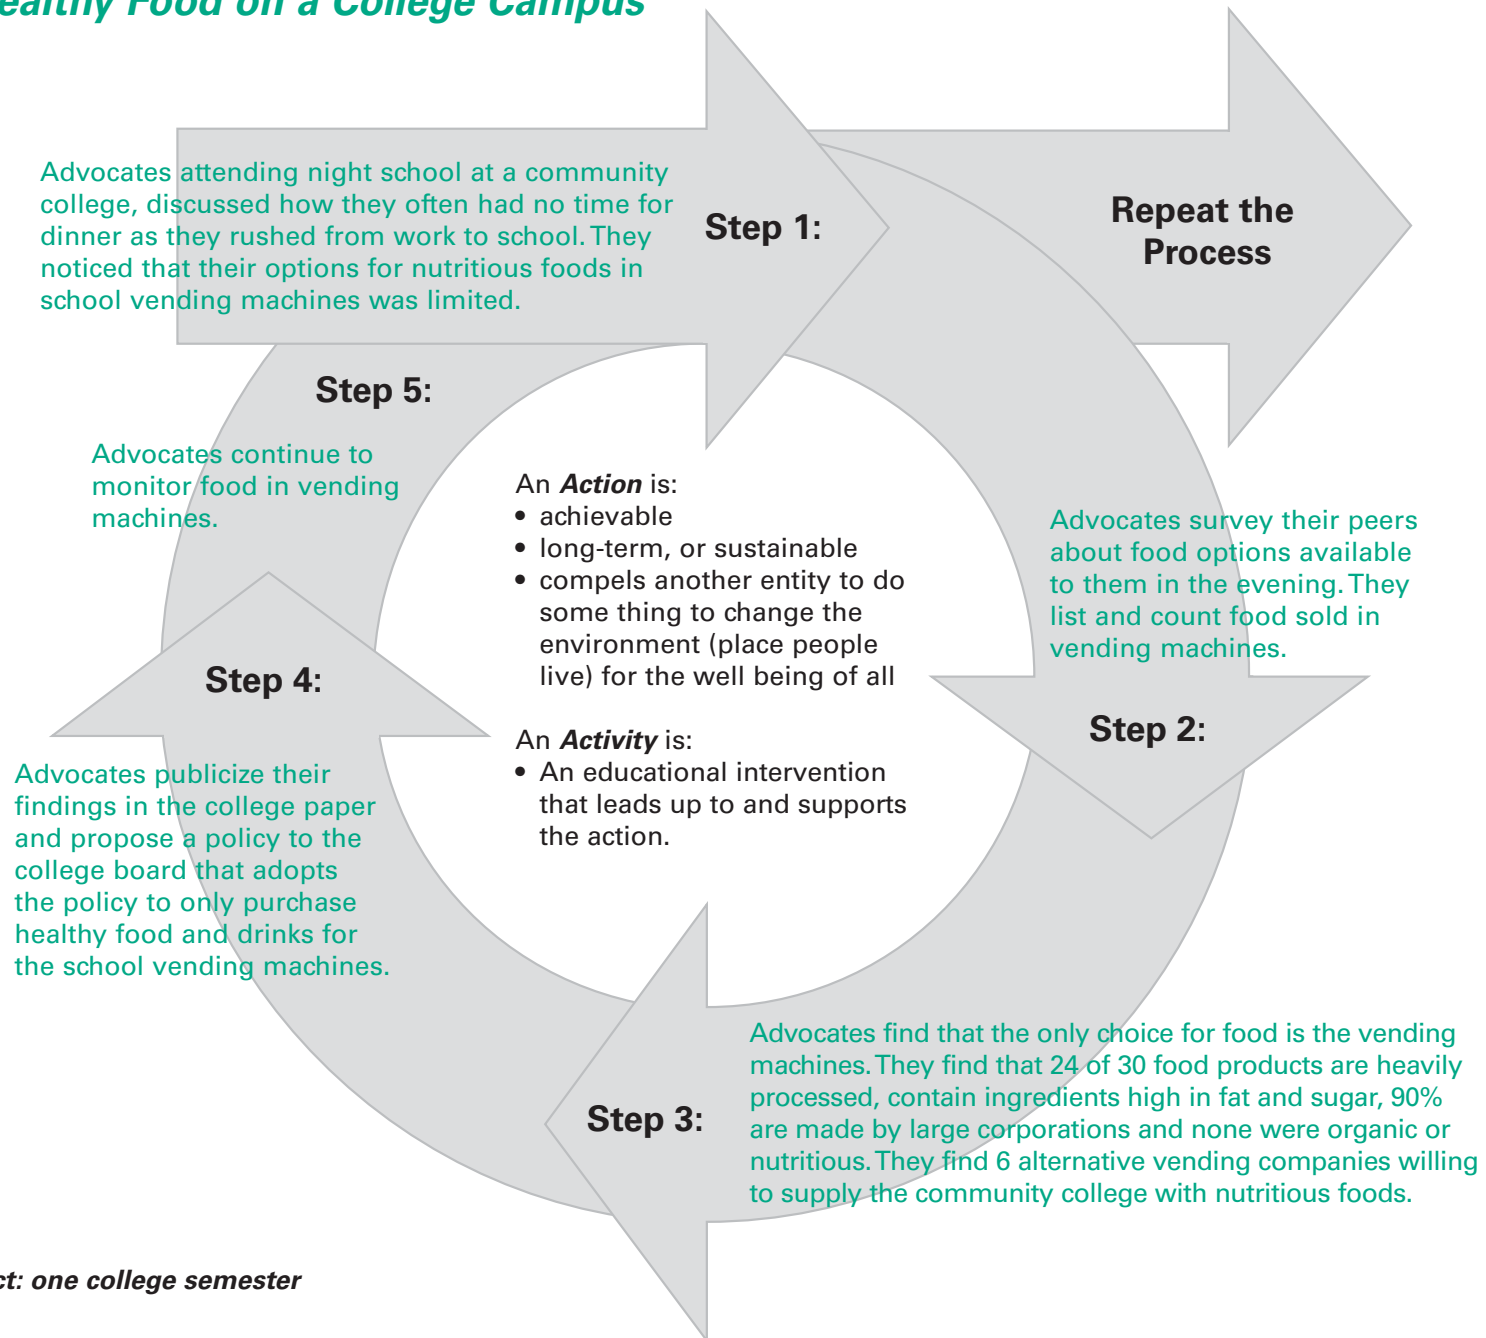 ealthy Food on a College Campus
Advocates attending night school at a community
college, discussed how they often had no time for
dinner as they rushed from work to school. They
noticed that their options for nutritious foods in
school vending machines was limited.
Step 1:
Repeat the
Process
Step 5:
Advocates continue to
monitor food in vending
machines.
An Action is:
• achievable
• long-term, or sustainable
• compels another entity to do
some thing to change the
environment (place people
live) for the well being of all
An Activity is:
• An educational intervention
that leads up to and supports
the action.
Advocates survey their peers
about food options available
to them in the evening. They
list and count food sold in
vending machines.
Step 2:
Step 4:
Advocates publicize their
findings in the college paper
and propose a policy to the
college board that adopts
the policy to only purchase
healthy food and drinks for
the school vending machines.
Step 3:
Advocates find that the only choice for food is the vending
machines. They find that 24 of 30 food products are heavily
processed, contain ingredients high in fat and sugar, 90%
are made by large corporations and none were organic or
nutritious. They find 6 alternative vending companies willing
to supply the community college with nutritious foods.
ct: one college semester